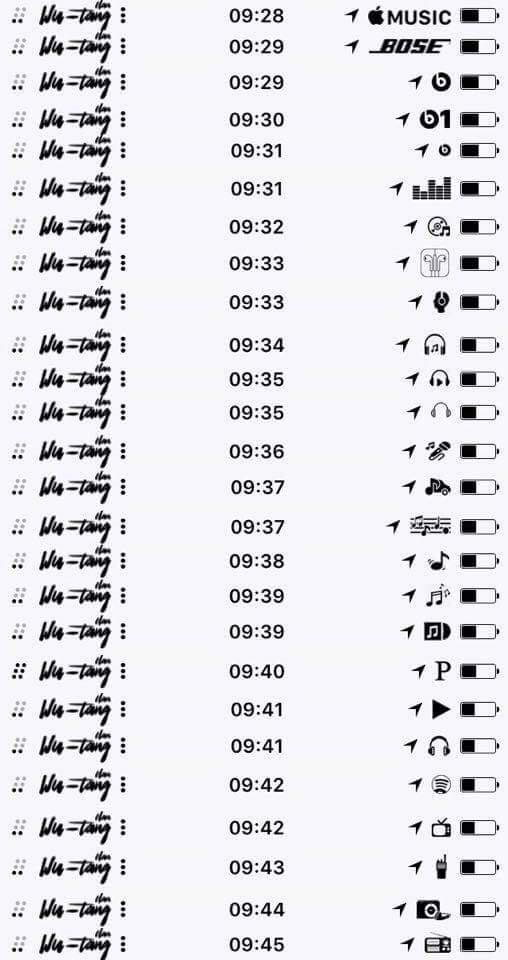 Wu-tang clan 09:28 MUSIC
Wu-tang clan 09:29 BOSE
Wu-tang clan 09:29 b
Wu-tang clan 09:30 b1
Wu-tang clan 09:31 b
Wu-tang clan 09:31
Wu-tang clan 09:32
Wu-tang clan 09:33
Wu-tang clan 09:33
Wu-tang clan 09:34
Wu-tang clan 09:35
Wu-tang clan 09:35
Wu-tang clan 09:36
Wu-tang clan 09:37
Wu-tang clan 09:37
Wu-tang clan 09:38
Wu-tang clan 09:39
Wu-tang clan 09:39
Wu-tang clan 09:40 P
Wu-tang clan 09:41
Wu-tang clan 09:41
Wu-tang clan 09:42
Wu-tang clan 09:42
Wu-tang clan 09:43
Wu-tang clan 09:44
Wu-tang clan 09:45